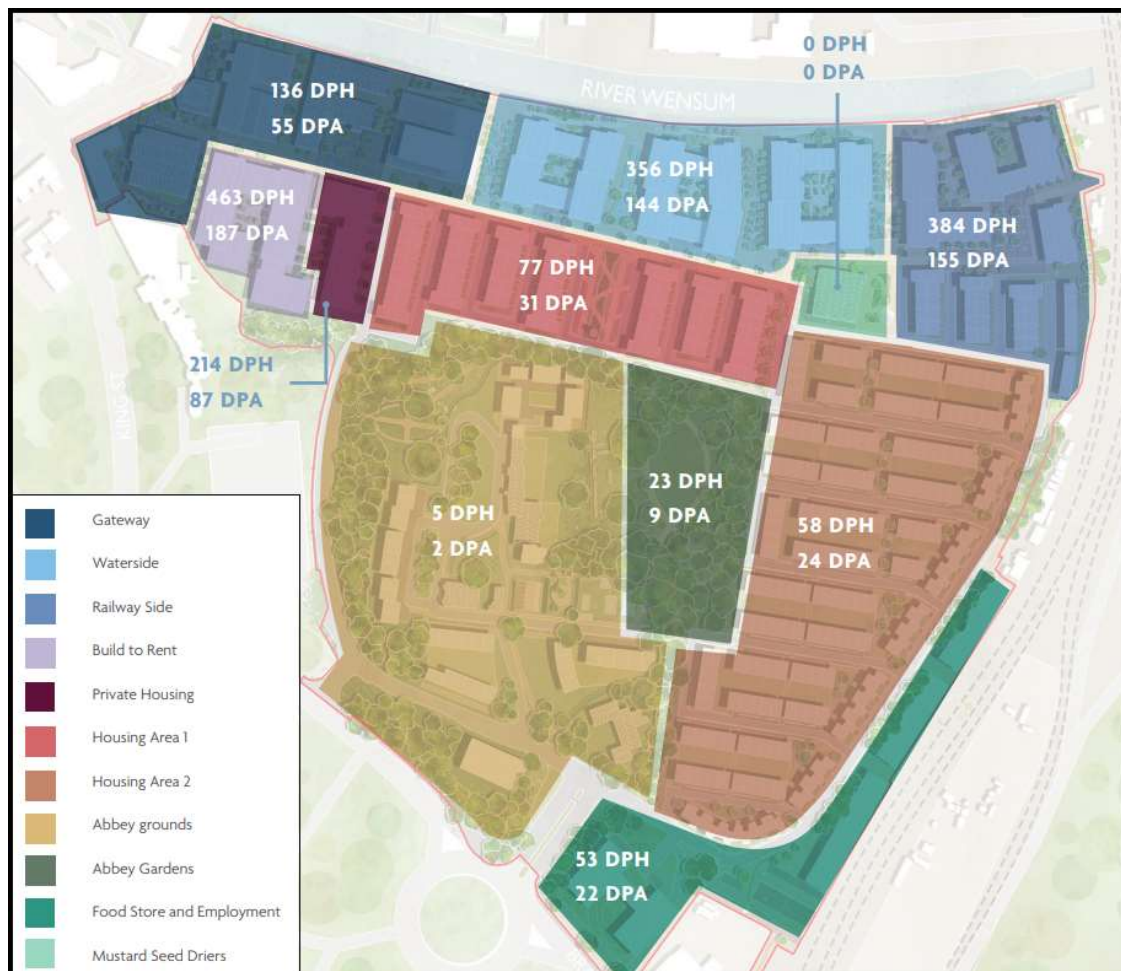 0 DPH
0 DPA
RIVER WENSUM
136 DPH
55 DPA
356 DPH
144 DPA
463 DPH
187 DPA
384 DPH
155 DPA
77 DPH
31 DPA
214 DPH
87 DPA
KING ST
23 DPH
9 DPA
5 DPH
2 DPA
58 DPH
24 DPA
53 DPH
22 DPA
Gateway
Waterside
Railway Side
Build to Rent
Private Housing
Housing Area 1
Housing Area 2
Abbey grounds
Abbey Gardens
Food Store and Employment
Mustard Seed Driers